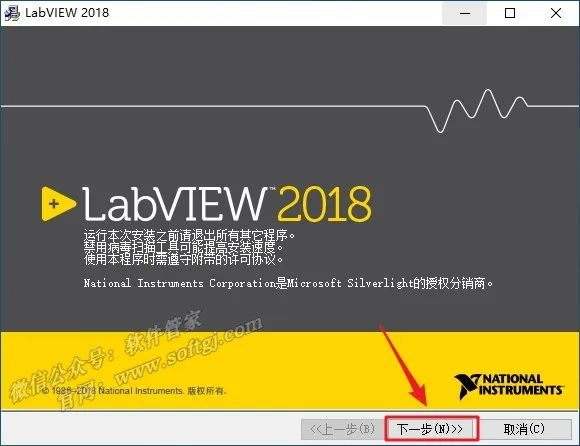 LabVIEW 2018
LabVIEW™ 2018
运行本次安装之前请退出所有其它程序。
禁用病毒扫描工具可能提高安装速度。
使用本程序时需遵守附带的许可协议。
National Instruments Corporation是Microsoft Silverlight的授权分销商。
微信公众号：软件管家
官网：www.softgj.com
© 1986–2018 National Instruments. 版权所有。
NATIONAL
INSTRUMENTS
<<上一步(B) 下一步(N)>> 取消(C)